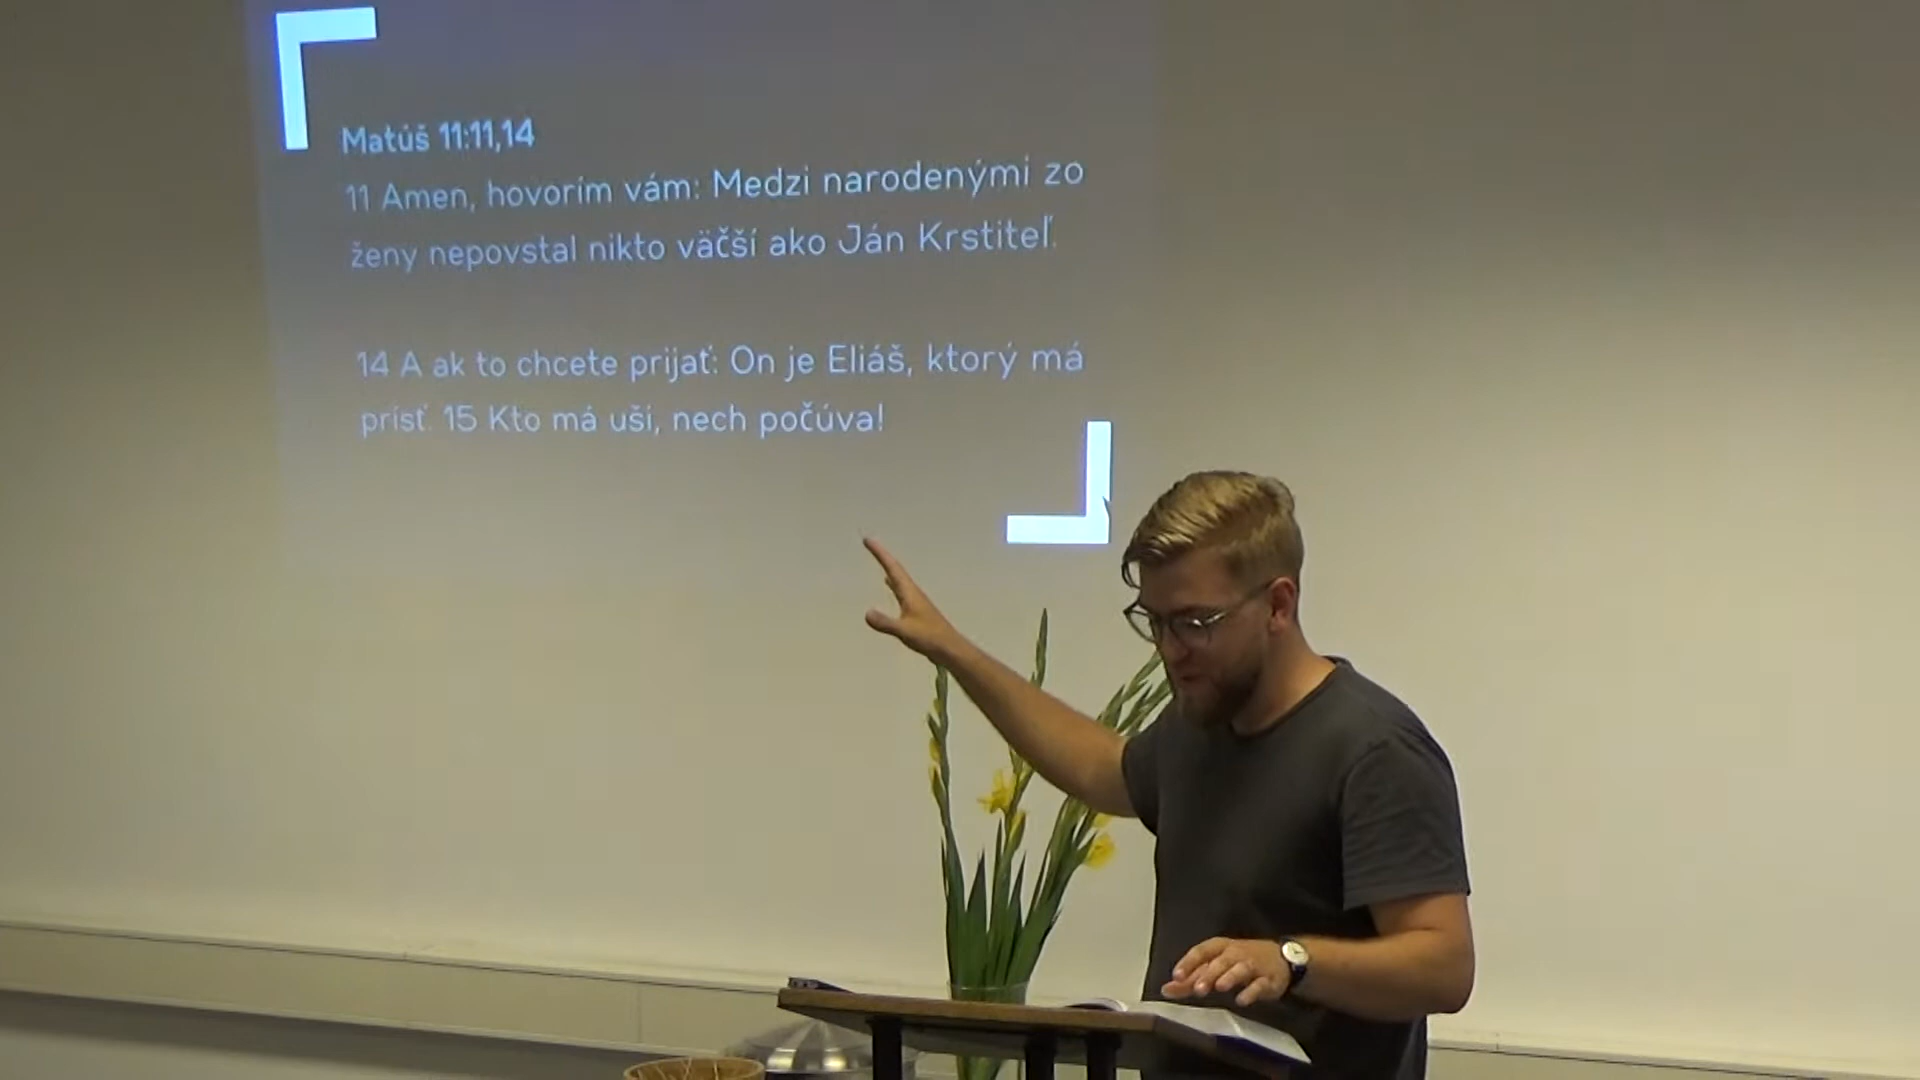 Matúš 11:11,14
11 Amen, hovorím vám: Medzi narodenými zo
ženy nepovstal nikto väčší ako Ján Krstiteľ.
14 A ak to chcete prijať: On je Eliáš, ktorý má
prísť. 15 Kto má uši, nech počúva!